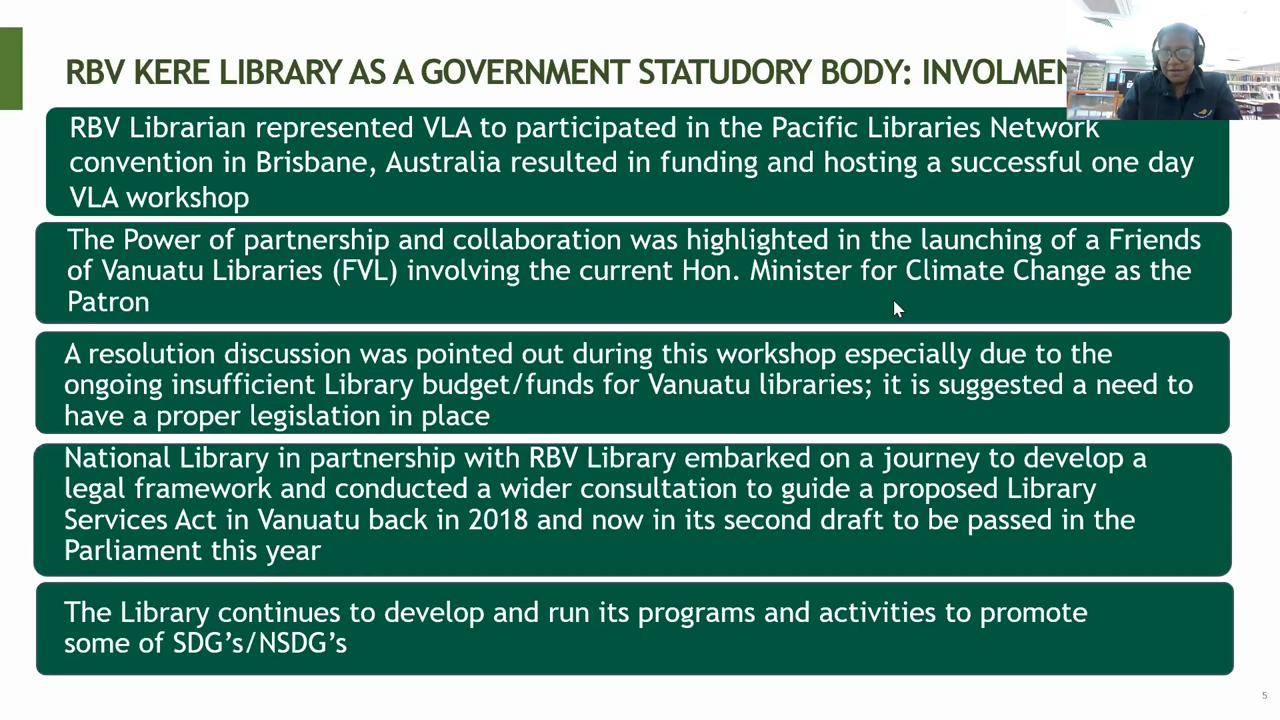 RBV KERE LIBRARY AS A GOVERNMENT STATUDORY BODY: INVOLMEN
RBV Librarian represented VLA to participated in the Pacific Libraries Network
convention in Brisbane, Australia resulted in funding and hosting a successful one day
VLA workshop
The Power of partnership and collaboration was highlighted in the launching of a Friends
of Vanuatu Libraries (FVL) involving the current Hon. Minister for Climate Change as the
Patron
A resolution discussion was pointed out during this workshop especially due to the
ongoing insufficient Library budget/funds for Vanuatu libraries; it is suggested a need to
have a proper legislation in place
National Library in partnership with RBV Library embarked on a journey to develop a
legal framework and conducted a wider consultation to guide a proposed Library
Services Act in Vanuatu back in 2018 and now in its second draft to be passed in the
Parliament this year
The Library continues to develop and run its programs and activities to promote
some of SDG's/NSDG's
5